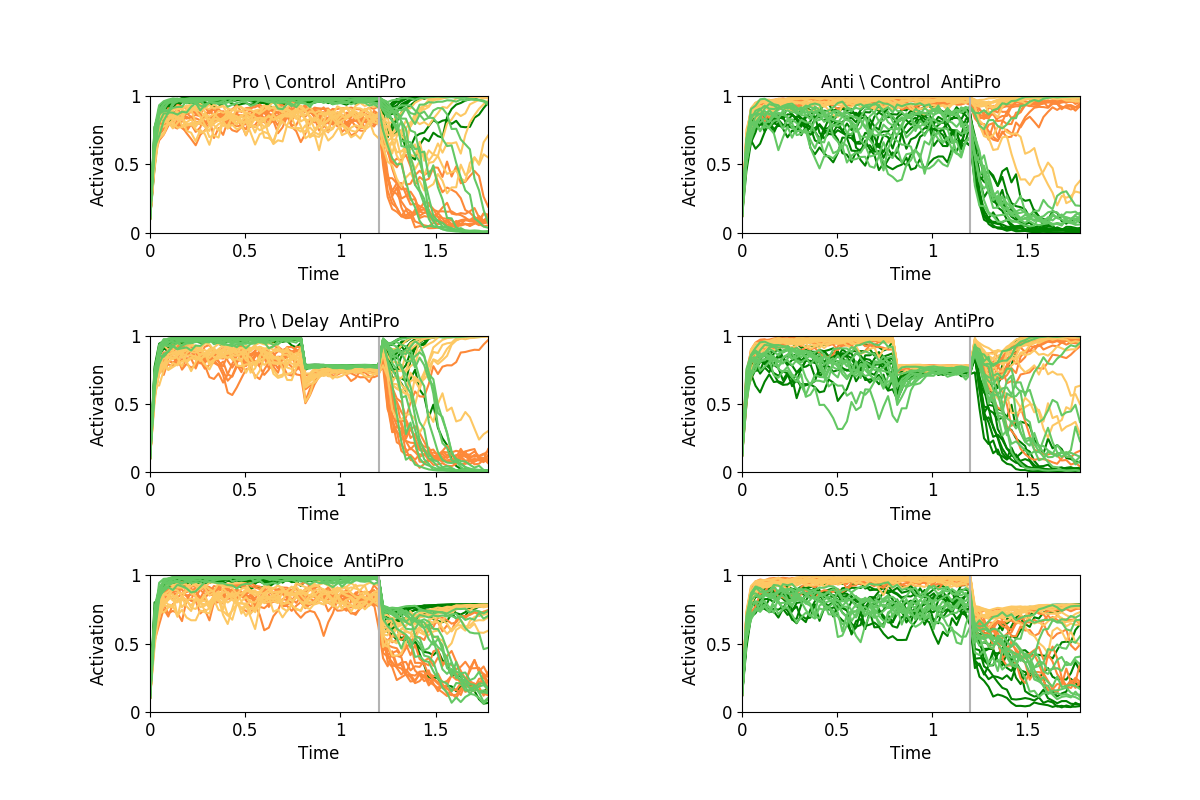 Pro \ Control  AntiPro
Anti \ Control  AntiPro
Activation
1
0.5
0
0
0.5
1
1.5
Time
Activation
1
0.5
0
0
0.5
1
1.5
Time
Pro \ Delay  AntiPro
Anti \ Delay  AntiPro
Activation
1
0.5
0
0
0.5
1
1.5
Time
Activation
1
0.5
0
0
0.5
1
1.5
Time
Pro \ Choice  AntiPro
Anti \ Choice  AntiPro
Activation
1
0.5
0
0
0.5
1
1.5
Time
Activation
1
0.5
0
0
0.5
1
1.5
Time